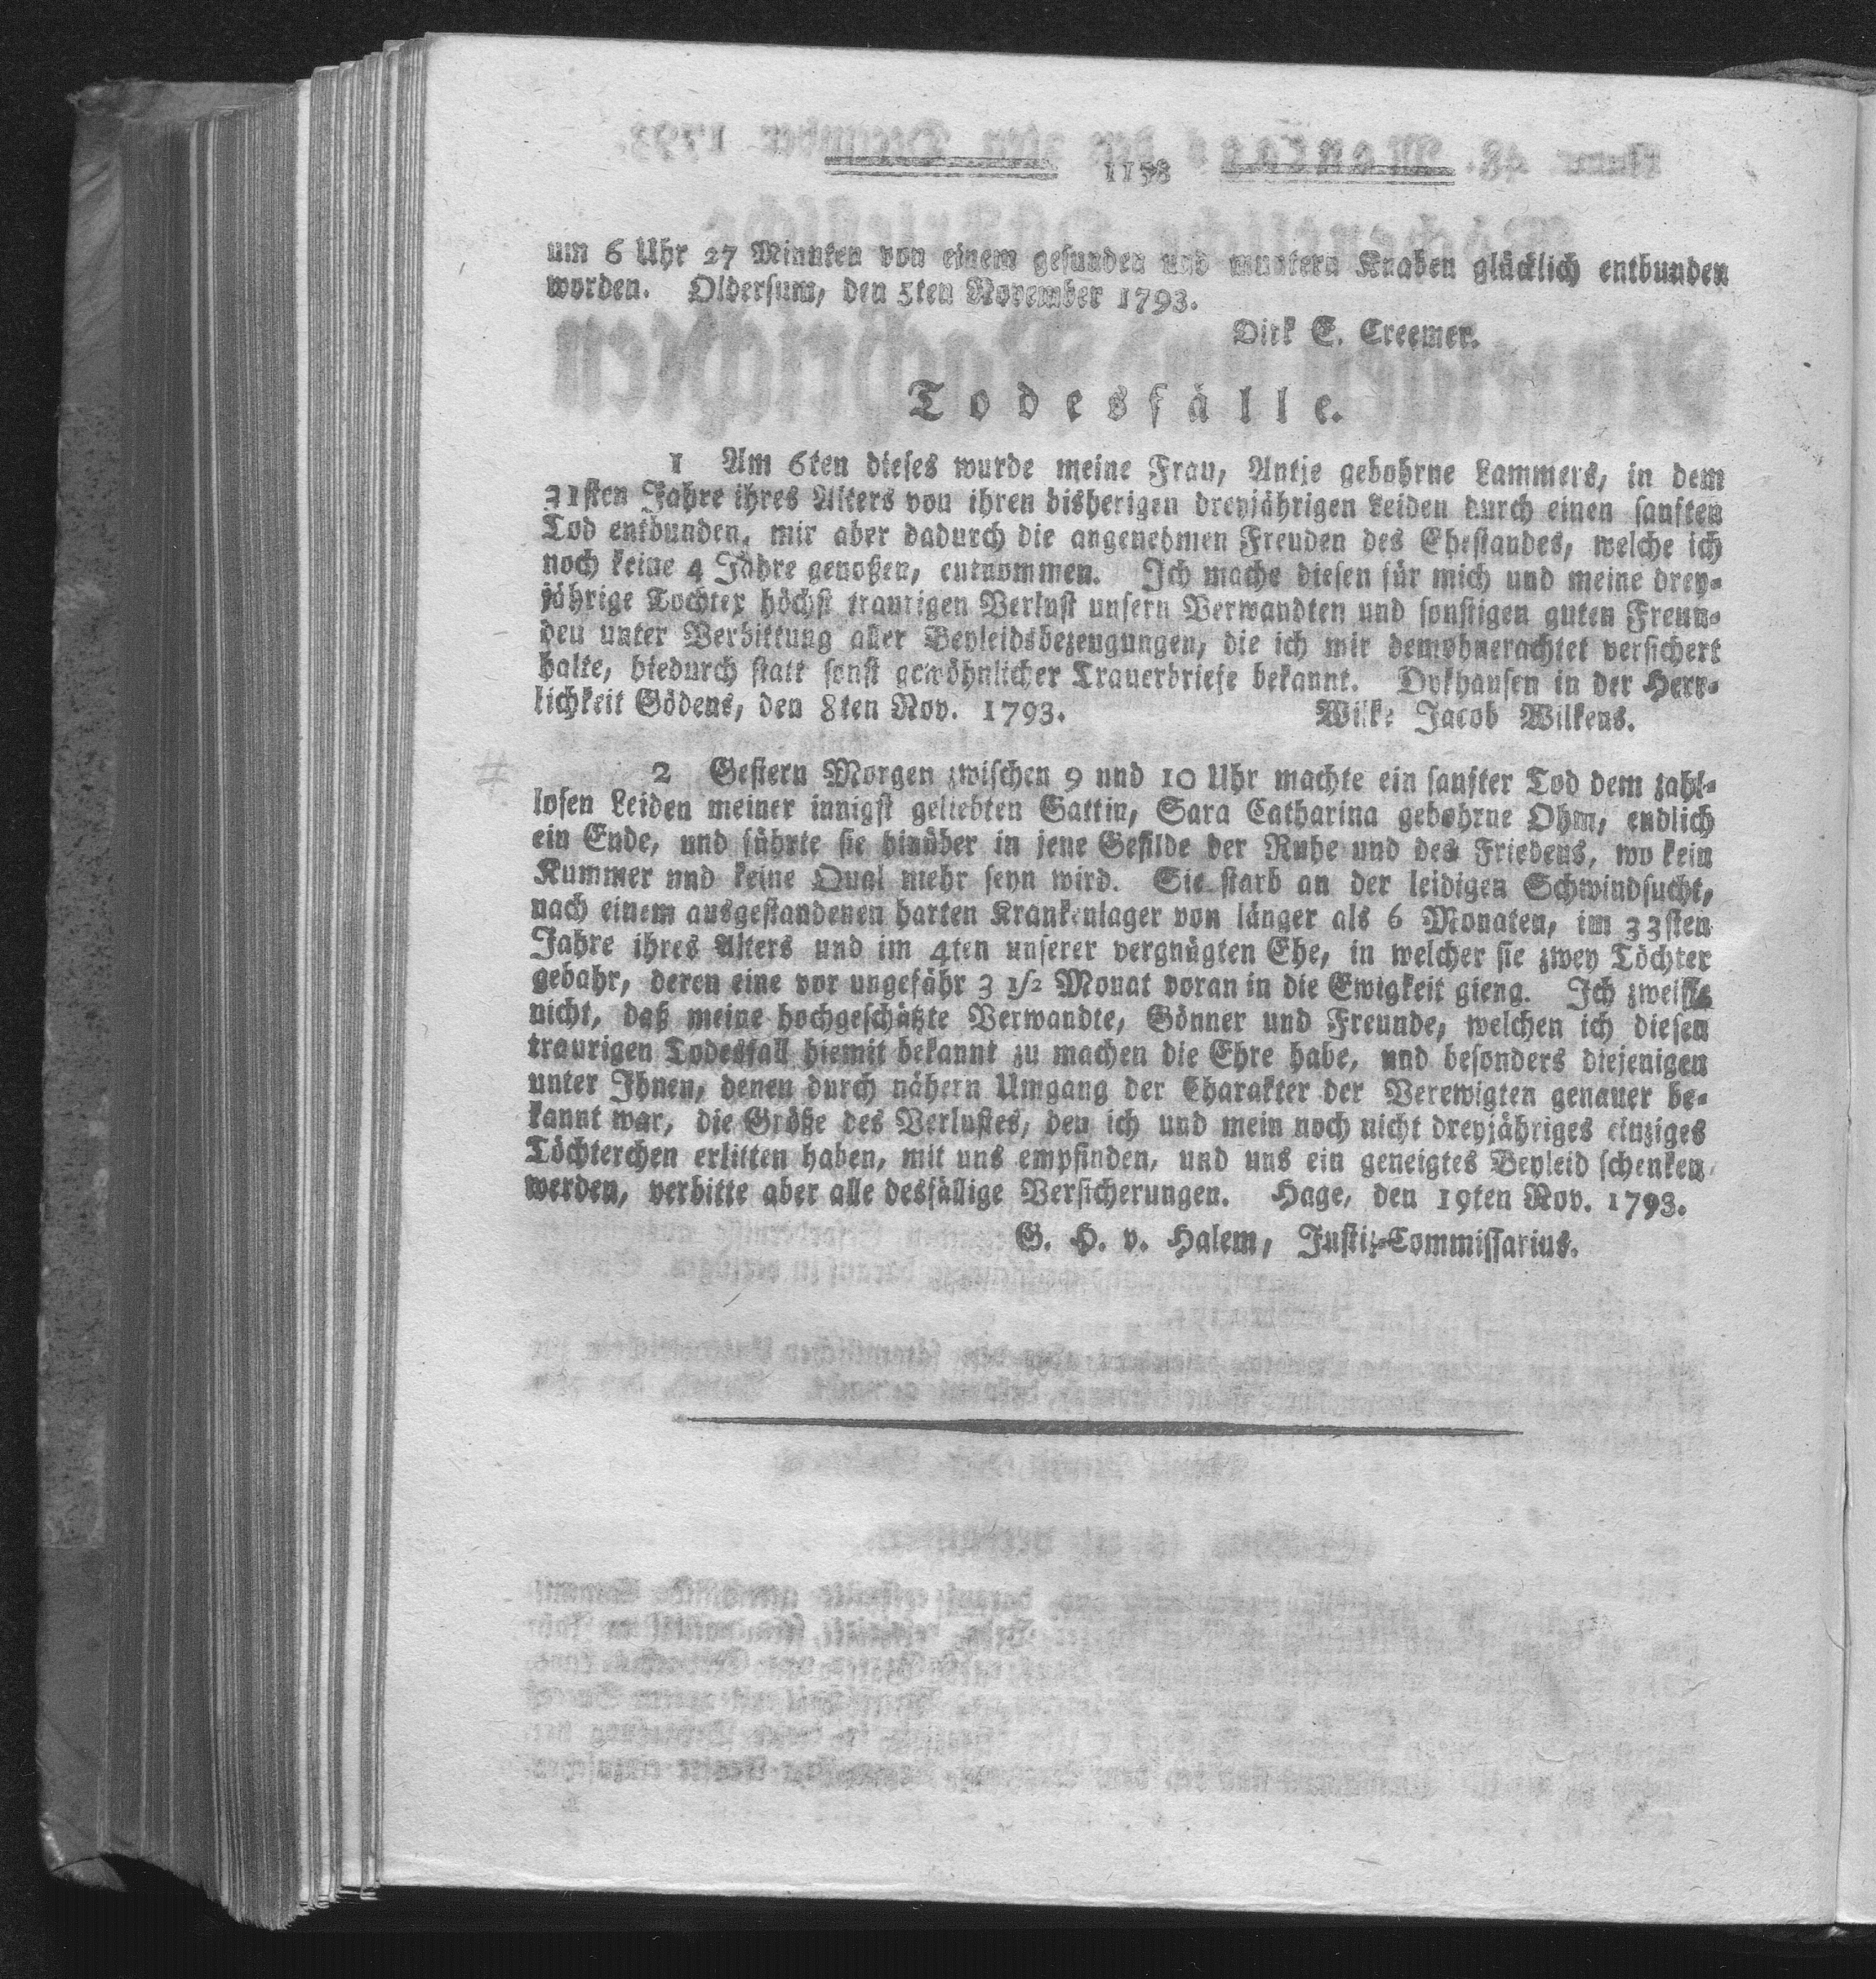 1158
um 6 Uhr 27 Minuten von einem gesunden und muntern Knaben glücklich entbunden
worden. Oldersum, den 5ten November 1793.
Dirk E. Creemer.
Todesfälle.
1 Am 6ten dieses wurde meine Frau, Antje gebohrne Lammers, in dem
31sten Jahre ihres Alters von ihren bisherigen dreyjährigen Leiden durch einen sanften
Tod entbunden, mir aber dadurch die angenehmen Freuden des Ehestandes, welche ich
noch keine 4 Jahre genoßen, entnommen. Ich mache diesen für mich und meine drey-
jährige Tochter höchst traurigen Verlust unsern Verwandten und sonstigen guten Freun-
den unter Verbittung aller Beyleidsbezeugungen, die ich mir demohnerachtet versichert
halte, hiedurch statt sonst gewöhnlicher Trauerbriefe bekannt. Dykhausen in der Herr-
lichkeit Gödens, den 8ten Nov. 1793. Wilke Jacob Wilkens.
2 Gestern Morgen zwischen 9 und 10 Uhr machte ein sanfter Tod dem zahl-
losen Leiden meiner innigst geliebten Gattin, Sara Catharina gebohrne Ohm, endlich
ein Ende, und führte sie hinüber in jene Gefilde der Ruhe und des Friedens, wo kein
Kummer und keine Qual mehr seyn wird. Sie starb an der leidigen Schwindsucht,
nach einem ausgestandenen harten Krankenlager von länger als 6 Monaten, im 33sten
Jahre ihres Alters und im 4ten unserer vergnügten Ehe, in welcher sie zwey Töchter
gebahr, deren eine vor ungefähr 3 1/2 Monat voran in die Ewigkeit gieng. Ich zweifle
nicht, daß meine hochgeschätzte Verwandte, Gönner und Freunde, welchen ich diesen
traurigen Todesfall hiemit bekannt zu machen die Ehre habe, und besonders diejenigen
unter Ihnen, denen durch nähern Umgang der Charakter der Verewigten genauer be-
kannt war, die Größe des Verlustes, den ich und mein noch nicht dreyjähriges einziges
Töchterchen erlitten haben, mit uns empfinden, und uns ein geneigtes Beyleid schenken
werden, verbitte aber alle desfällige Versicherungen. Hage, den 19ten Nov. 1793.
G. H. v. Halem, Justiz-Commissarius.